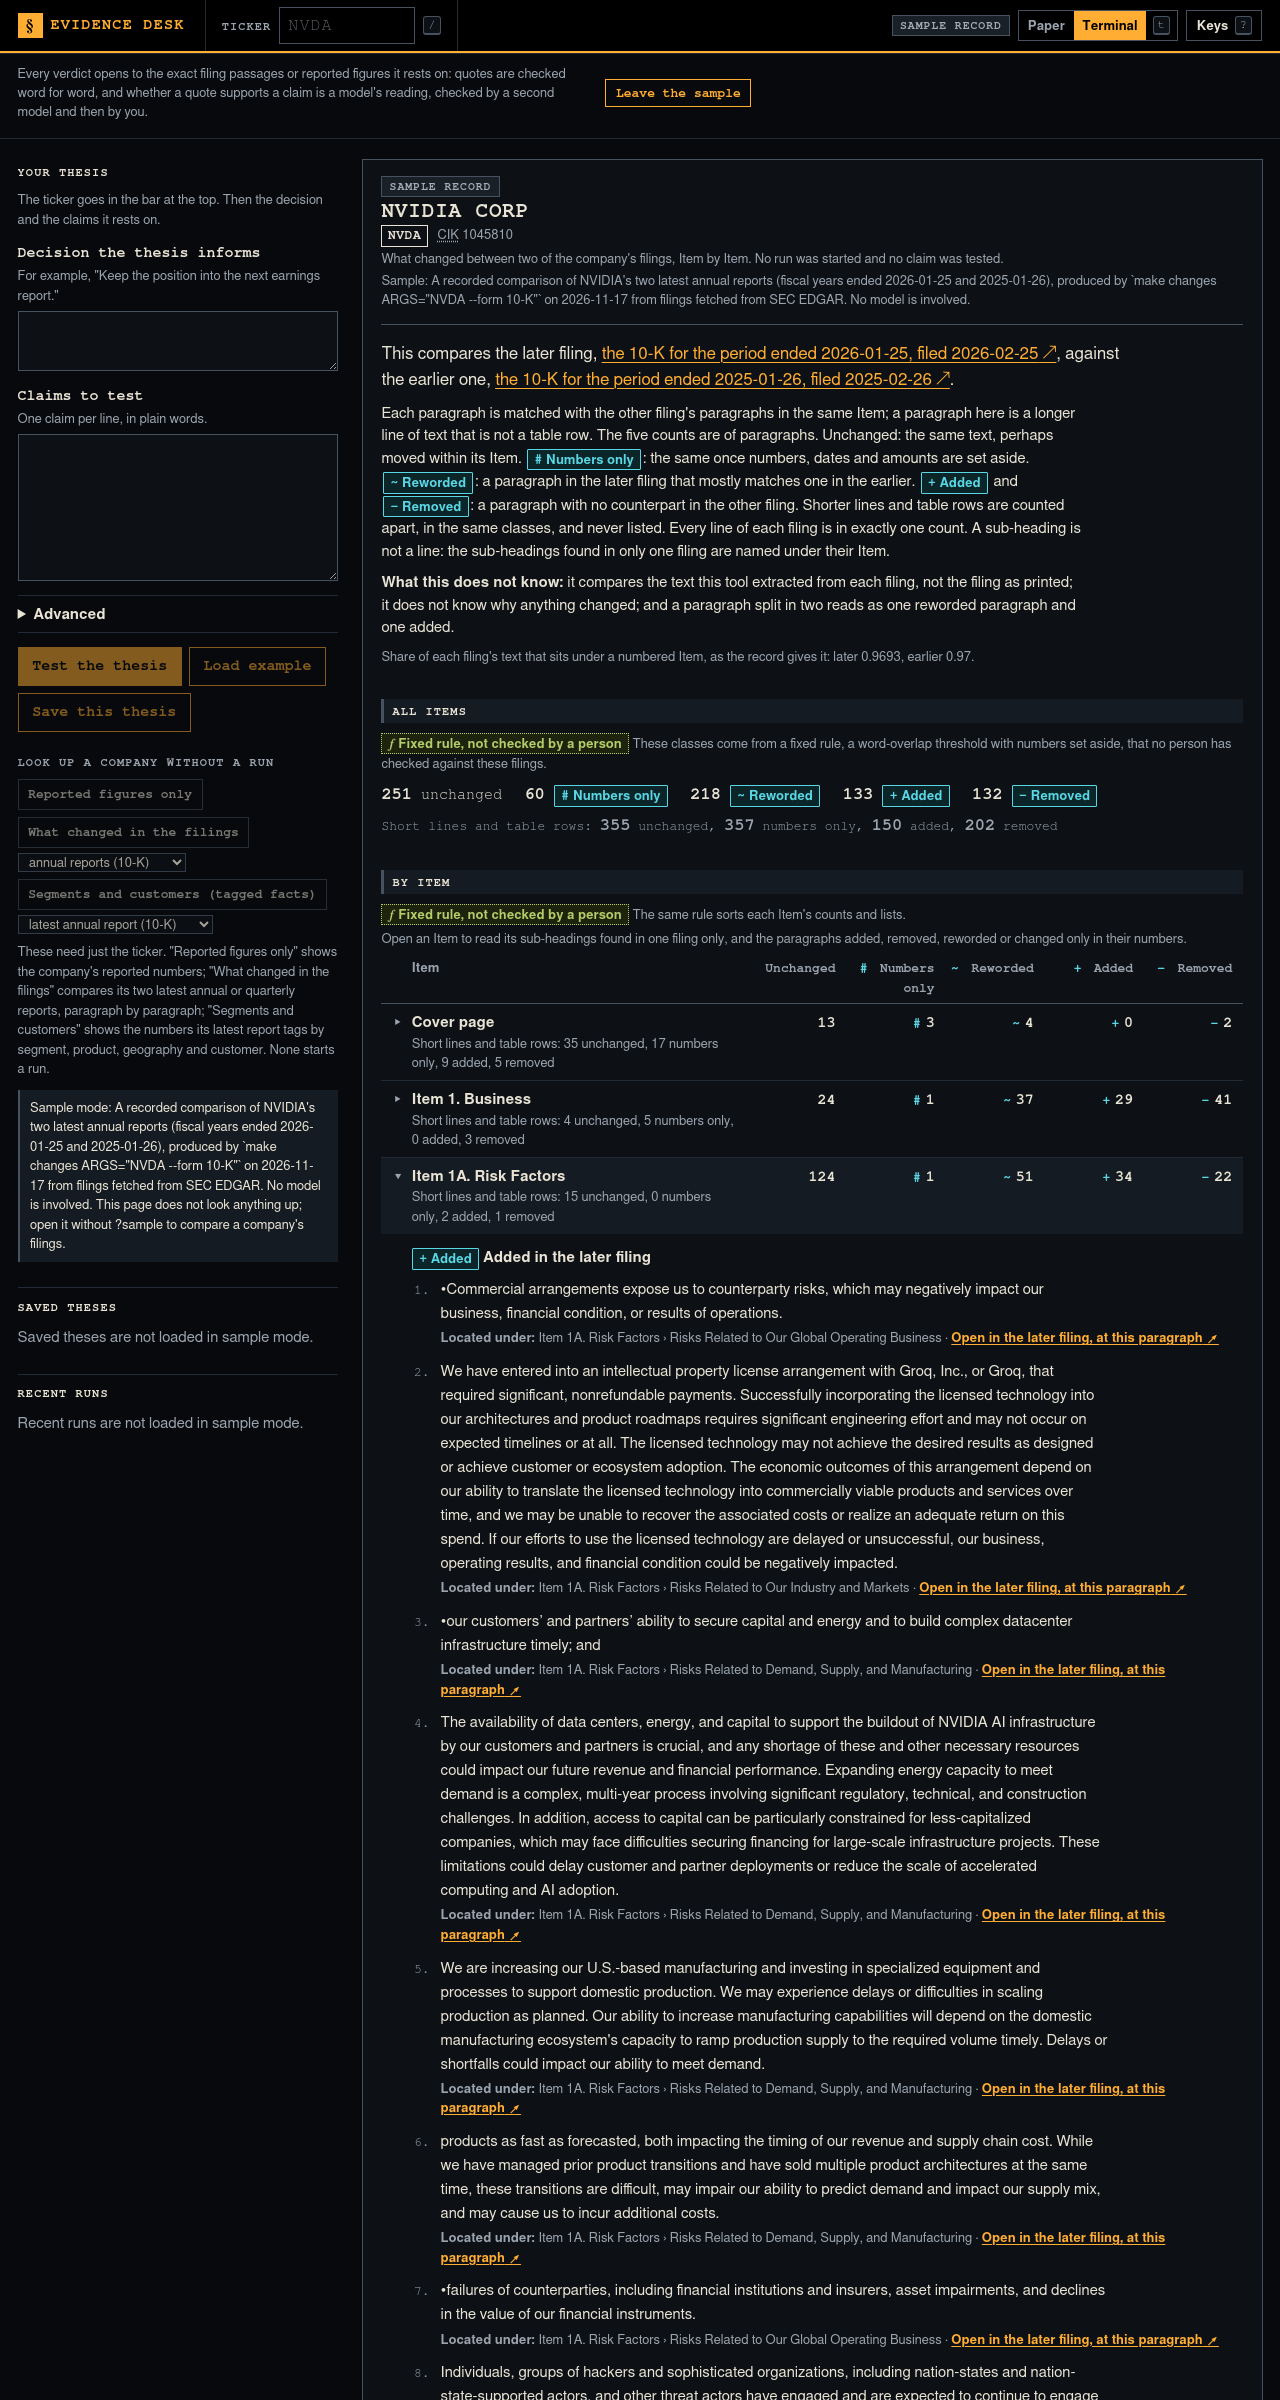 § EVIDENCE DESK TICKER NVDA / SAMPLE RECORD Paper Terminal t Keys ?
Every verdict opens to the exact filing passages or reported figures it rests on: quotes are checked
word for word, and whether a quote supports a claim is a model's reading, checked by a second
model and then by you.
Leave the sample
YOUR THESIS
The ticker goes in the bar at the top. Then the decision
and the claims it rests on.
Decision the thesis informs
For example, "Keep the position into the next earnings
report."
Claims to test
One claim per line, in plain words.
▶ Advanced
Test the thesis Load example
Save this thesis
LOOK UP A COMPANY WITHOUT A RUN
Reported figures only
What changed in the filings
annual reports (10-K)
Segments and customers (tagged facts)
latest annual report (10-K)
These need just the ticker. "Reported figures only" shows
the company's reported numbers; "What changed in the
filings" compares its two latest annual or quarterly
reports, paragraph by paragraph; "Segments and
customers" shows the numbers its latest report tags by
segment, product, geography and customer. None starts
a run.
Sample mode: A recorded comparison of NVIDIA's
two latest annual reports (fiscal years ended 2026-
01-25 and 2025-01-26), produced by `make
changes ARGS="NVDA --form 10-K"` on 2026-11-
17 from filings fetched from SEC EDGAR. No model
is involved. This page does not look anything up;
open it without ?sample to compare a company's
filings.
SAVED THESES
Saved theses are not loaded in sample mode.
RECENT RUNS
Recent runs are not loaded in sample mode.
SAMPLE RECORD
NVIDIA CORP
NVDA CIK 1045810
What changed between two of the company's filings, Item by Item. No run was started and no claim was tested.
Sample: A recorded comparison of NVIDIA's two latest annual reports (fiscal years ended 2026-01-25 and 2025-01-26), produced by `make changes
ARGS="NVDA --form 10-K"` on 2026-11-17 from filings fetched from SEC EDGAR. No model is involved.
This compares the later filing, the 10-K for the period ended 2026-01-25, filed 2026-02-25 ↗, against
the earlier one, the 10-K for the period ended 2025-01-26, filed 2025-02-26 ↗.
Each paragraph is matched with the other filing's paragraphs in the same Item; a paragraph here is a longer
line of text that is not a table row. The five counts are of paragraphs. Unchanged: the same text, perhaps
moved within its Item. # Numbers only: the same once numbers, dates and amounts are set aside.
~ Reworded: a paragraph in the later filing that mostly matches one in the earlier. + Added and
− Removed: a paragraph with no counterpart in the other filing. Shorter lines and table rows are counted
apart, in the same classes, and never listed. Every line of each filing is in exactly one count. A sub-heading is
not a line: the sub-headings found in only one filing are named under their Item.
What this does not know: it compares the text this tool extracted from each filing, not the filing as printed;
it does not know why anything changed; and a paragraph split in two reads as one reworded paragraph and
one added.
Share of each filing's text that sits under a numbered Item, as the record gives it: later 0.9693, earlier 0.97.
ALL ITEMS
ƒ Fixed rule, not checked by a person These classes come from a fixed rule, a word-overlap threshold with numbers set aside, that no person has
checked against these filings.
251 unchanged 60 # Numbers only 218 ~ Reworded 133 + Added 132 − Removed
Short lines and table rows: 355 unchanged, 357 numbers only, 150 added, 202 removed
BY ITEM
ƒ Fixed rule, not checked by a person The same rule sorts each Item's counts and lists.
Open an Item to read its sub-headings found in one filing only, and the paragraphs added, removed, reworded or changed only in their numbers.
Item Unchanged # Numbers only ~ Reworded + Added − Removed
▸ Cover page 13 # 3 ~ 4 + 0 − 2
Short lines and table rows: 35 unchanged, 17 numbers
only, 9 added, 5 removed
▸ Item 1. Business 24 # 1 ~ 37 + 29 − 41
Short lines and table rows: 4 unchanged, 5 numbers only,
0 added, 3 removed
▾ Item 1A. Risk Factors 124 # 1 ~ 51 + 34 − 22
Short lines and table rows: 15 unchanged, 0 numbers
only, 2 added, 1 removed
+ Added Added in the later filing
1. •Commercial arrangements expose us to counterparty risks, which may negatively impact our
business, financial condition, or results of operations.
Located under: Item 1A. Risk Factors › Risks Related to Our Global Operating Business · Open in the later filing, at this paragraph ↗
2. We have entered into an intellectual property license arrangement with Groq, Inc., or Groq, that
required significant, nonrefundable payments. Successfully incorporating the licensed technology into
our architectures and product roadmaps requires significant engineering effort and may not occur on
expected timelines or at all. The licensed technology may not achieve the desired results as designed
or achieve customer or ecosystem adoption. The economic outcomes of this arrangement depend on
our ability to translate the licensed technology into commercially viable products and services over
time, and we may be unable to recover the associated costs or realize an adequate return on this
spend. If our efforts to use the licensed technology are delayed or unsuccessful, our business,
operating results, and financial condition could be negatively impacted.
Located under: Item 1A. Risk Factors › Risks Related to Our Industry and Markets · Open in the later filing, at this paragraph ↗
3. •our customers’ and partners’ ability to secure capital and energy and to build complex datacenter
infrastructure timely; and
Located under: Item 1A. Risk Factors › Risks Related to Demand, Supply, and Manufacturing · Open in the later filing, at this
paragraph ↗
4. The availability of data centers, energy, and capital to support the buildout of NVIDIA AI infrastructure
by our customers and partners is crucial, and any shortage of these and other necessary resources
could impact our future revenue and financial performance. Expanding energy capacity to meet
demand is a complex, multi-year process involving significant regulatory, technical, and construction
challenges. In addition, access to capital can be particularly constrained for less-capitalized
companies, which may face difficulties securing financing for large-scale infrastructure projects. These
limitations could delay customer and partner deployments or reduce the scale of accelerated
computing and AI adoption.
Located under: Item 1A. Risk Factors › Risks Related to Demand, Supply, and Manufacturing · Open in the later filing, at this
paragraph ↗
5. We are increasing our U.S.-based manufacturing and investing in specialized equipment and
processes to support domestic production. We may experience delays or difficulties in scaling
production as planned. Our ability to increase manufacturing capabilities will depend on the domestic
manufacturing ecosystem's capacity to ramp production supply to the required volume timely. Delays or
shortfalls could impact our ability to meet demand.
Located under: Item 1A. Risk Factors › Risks Related to Demand, Supply, and Manufacturing · Open in the later filing, at this
paragraph ↗
6. products as fast as forecasted, both impacting the timing of our revenue and supply chain cost. While
we have managed prior product transitions and have sold multiple product architectures at the same
time, these transitions are difficult, may impair our ability to predict demand and impact our supply mix,
and may cause us to incur additional costs.
Located under: Item 1A. Risk Factors › Risks Related to Demand, Supply, and Manufacturing · Open in the later filing, at this
paragraph ↗
7. •failures of counterparties, including financial institutions and insurers, asset impairments, and declines
in the value of our financial instruments.
Located under: Item 1A. Risk Factors › Risks Related to Our Global Operating Business · Open in the later filing, at this paragraph ↗
8. Individuals, groups of hackers and sophisticated organizations, including nation-states and nation-
state-supported actors, and other threat actors have engaged and are expected to continue to engage